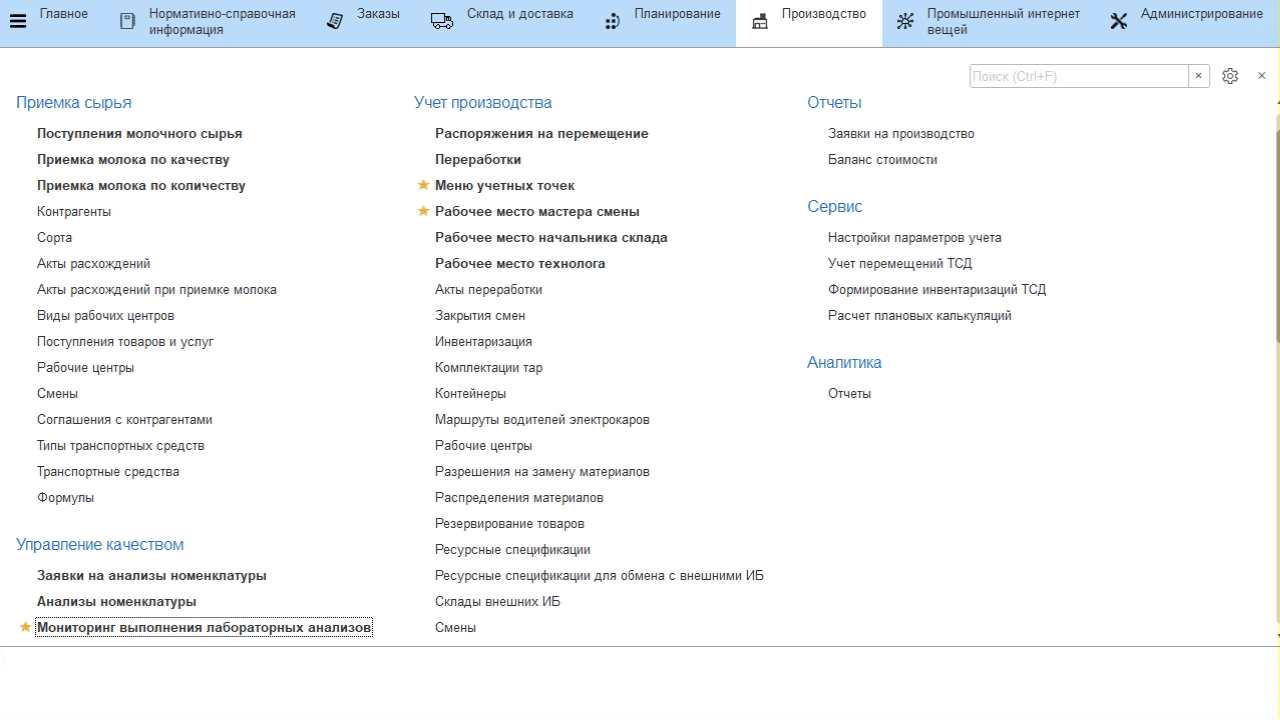 Главное
Нормативно-справочная
информация
Заказы
Склад и доставка
Планирование
Производство
Промышленный интернет
вещей
Администрирование
Поиск (Ctrl+F)
Приемка сырья
Поступления молочного сырья
Приемка молока по качеству
Приемка молока по количеству
Контрагенты
Сорта
Акты расхождений
Акты расхождений при приемке молока
Виды рабочих центров
Поступления товаров и услуг
Рабочие центры
Смены
Соглашения с контрагентами
Типы транспортных средств
Транспортные средства
Формулы
Управление качеством
Заявки на анализы номенклатуры
Анализы номенклатуры
Мониторинг выполнения лабораторных анализов
Учет производства
Распоряжения на перемещение
Переработки
Меню учетных точек
Рабочее место мастера смены
Рабочее место начальника склада
Рабочее место технолога
Акты переработки
Закрытия смен
Инвентаризация
Комплектации тар
Контейнеры
Маршруты водителей электрокаров
Рабочие центры
Разрешения на замену материалов
Распределения материалов
Резервирование товаров
Ресурсные спецификации
Ресурсные спецификации для обмена с внешними ИБ
Склады внешних ИБ
Смены
Отчеты
Заявки на производство
Баланс стоимости
Сервис
Настройки параметров учета
Учет перемещений ТСД
Формирование инвентаризаций ТСД
Расчет плановых калькуляций
Аналитика
Отчеты